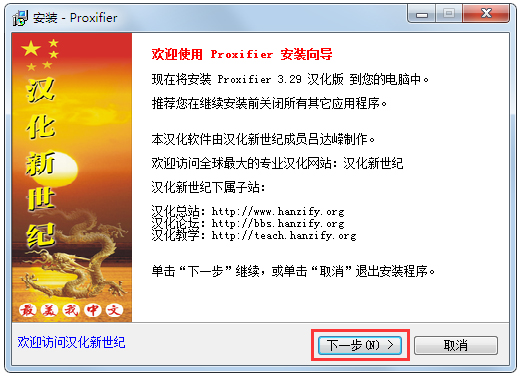 安装 - Proxifier
汉化新世纪
最美我中文
欢迎使用 Proxifier 安装向导
现在将安装 Proxifier 3.29 汉化版 到您的电脑中。
推荐您在继续安装前关闭所有其它应用程序。
本汉化软件由汉化新世纪成员吕达嵘制作。
欢迎访问全球最大的专业汉化网站：汉化新世纪
汉化新世纪下属子站：
汉化总站：http://www.hanzify.org
汉化论坛：http://bbs.hanzify.org
汉化教学：http://teach.hanzify.org
单击“下一步”继续，或单击“取消”退出安装程序。
欢迎访问汉化新世纪
下一步(N) >
取消